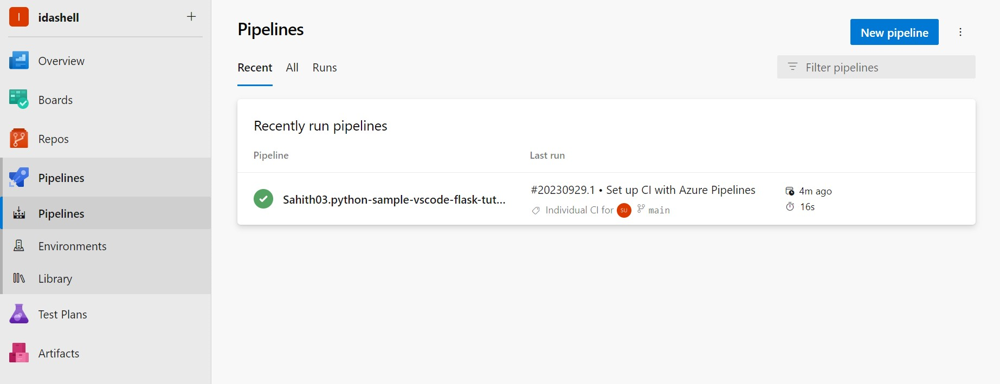 I idashell +
Overview
Boards
Repos
Pipelines
Pipelines
Environments
Library
Test Plans
Artifacts
Pipelines
New pipeline
Recent All Runs
Filter pipelines
Recently run pipelines
Pipeline Last run
Sahith03.python-sample-vscode-flask-tut...
#20230929.1 • Set up CI with Azure Pipelines
Individual CI for SU main
4m ago
16s